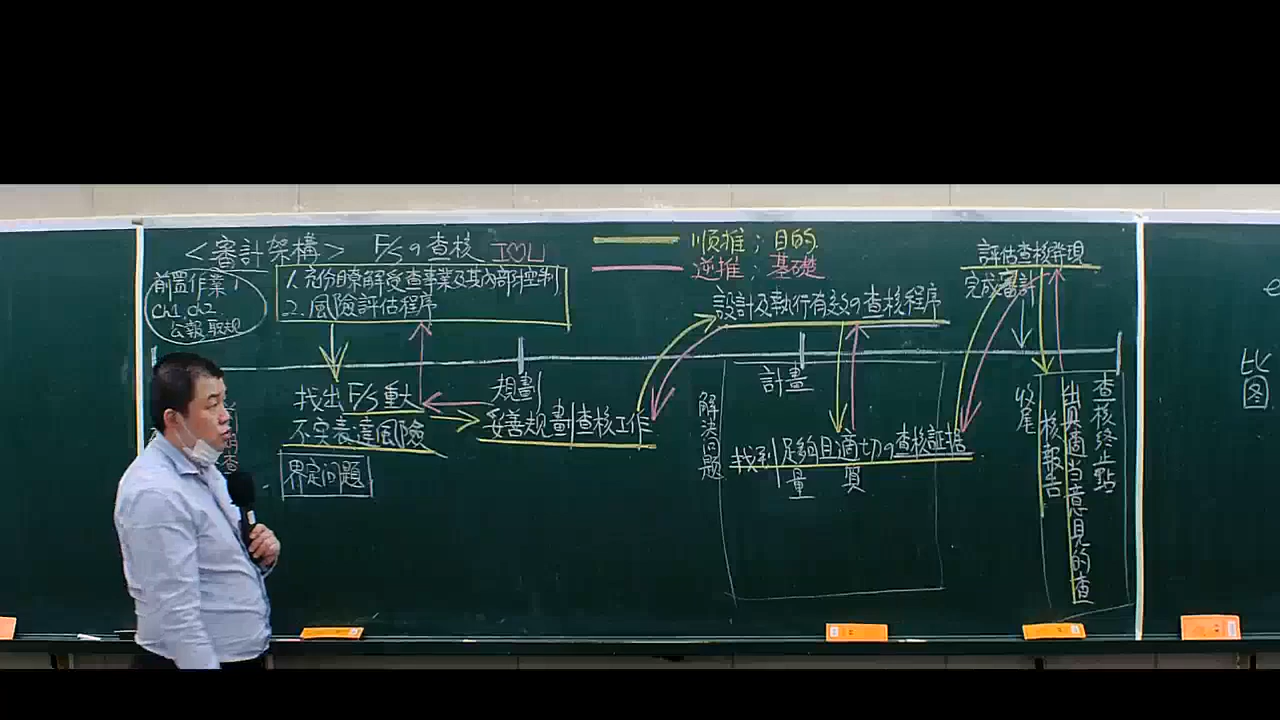 <審計架構> F/S の查核 I♡U
順推；目的
逆推；基礎
前置作業
ch1, ch2
公報 取規
1. 充份瞭解受查事業及其內部控制
2. 風險評估程序
設計及執行有效の查核程序
評估查核發現
完成審計
找出F/S重大
不实表達風險
界定問題
規劃
妥善規劃查核工作
解決問題
計畫
找到足夠且適切の查核証據
量 質
收尾
出具適當意見的查
核報告
查核終止點
比
图